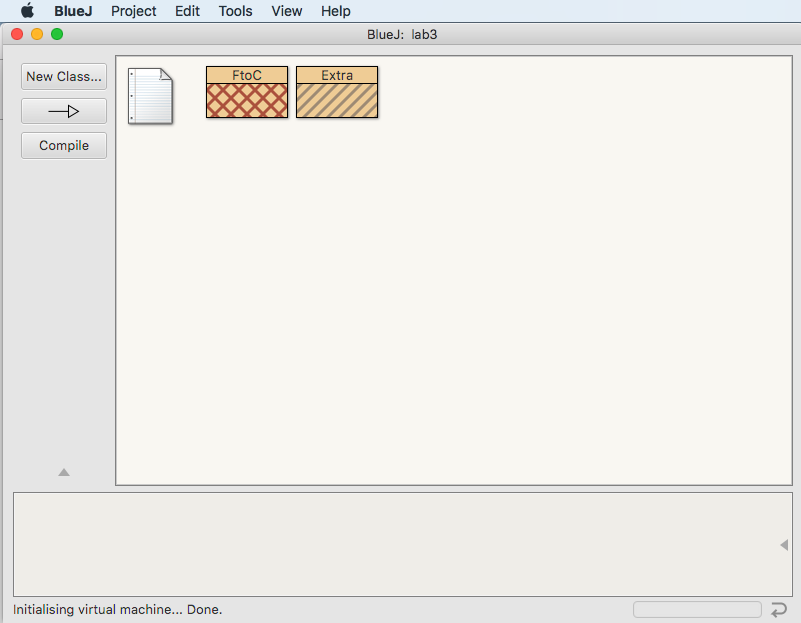 BlueJ Project Edit Tools View Help
BlueJ: lab3
New Class...
Compile
FtoC
Extra
Initialising virtual machine... Done.